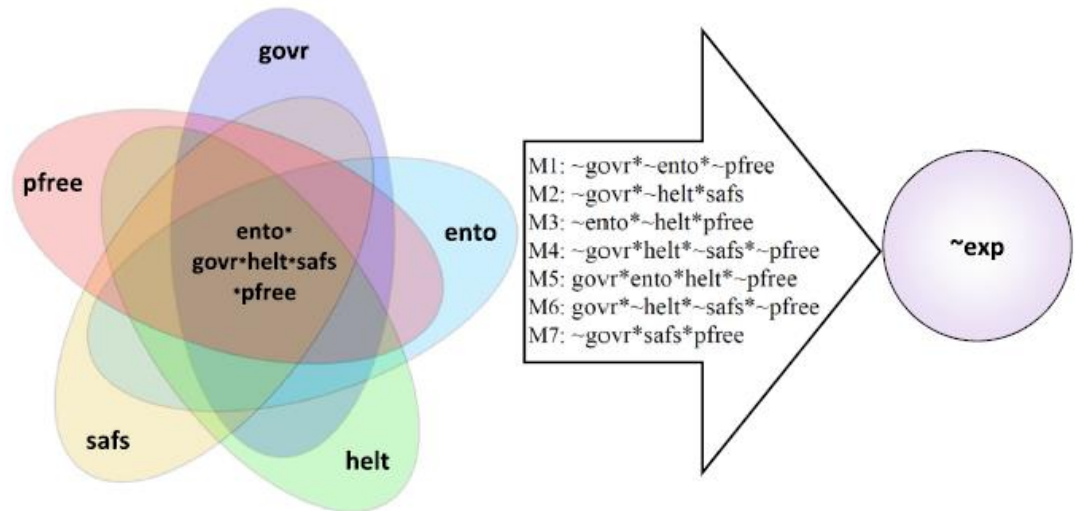 govr
pfree
ento
ento*
govr*helt*safs
*pfree
safs
helt
M1: ~govr*~ento*~pfree
M2: ~govr*~helt*safs
M3: ~ento*~helt*pfree
M4: ~govr*helt*~safs*~pfree
M5: govr*ento*helt*~pfree
M6: govr*~helt*~safs*~pfree
M7: ~govr*safs*pfree
~exp